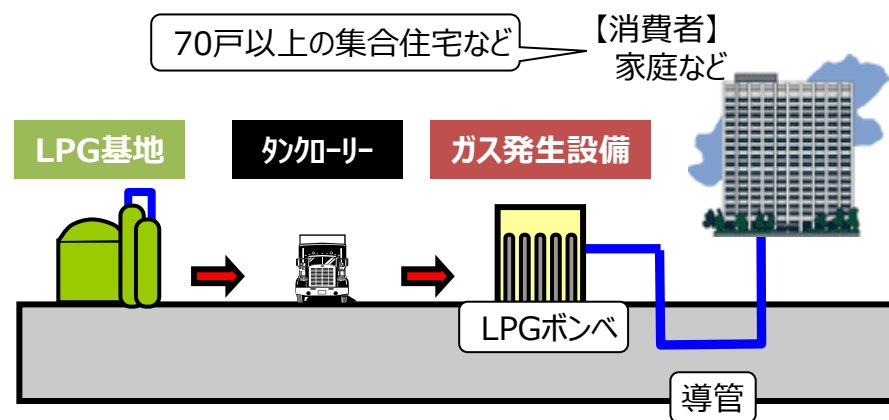 70戸以上の集合住宅など
【消費者】
家庭など
LPG基地
タンクローリー
ガス発生設備
LPGボンベ
導管